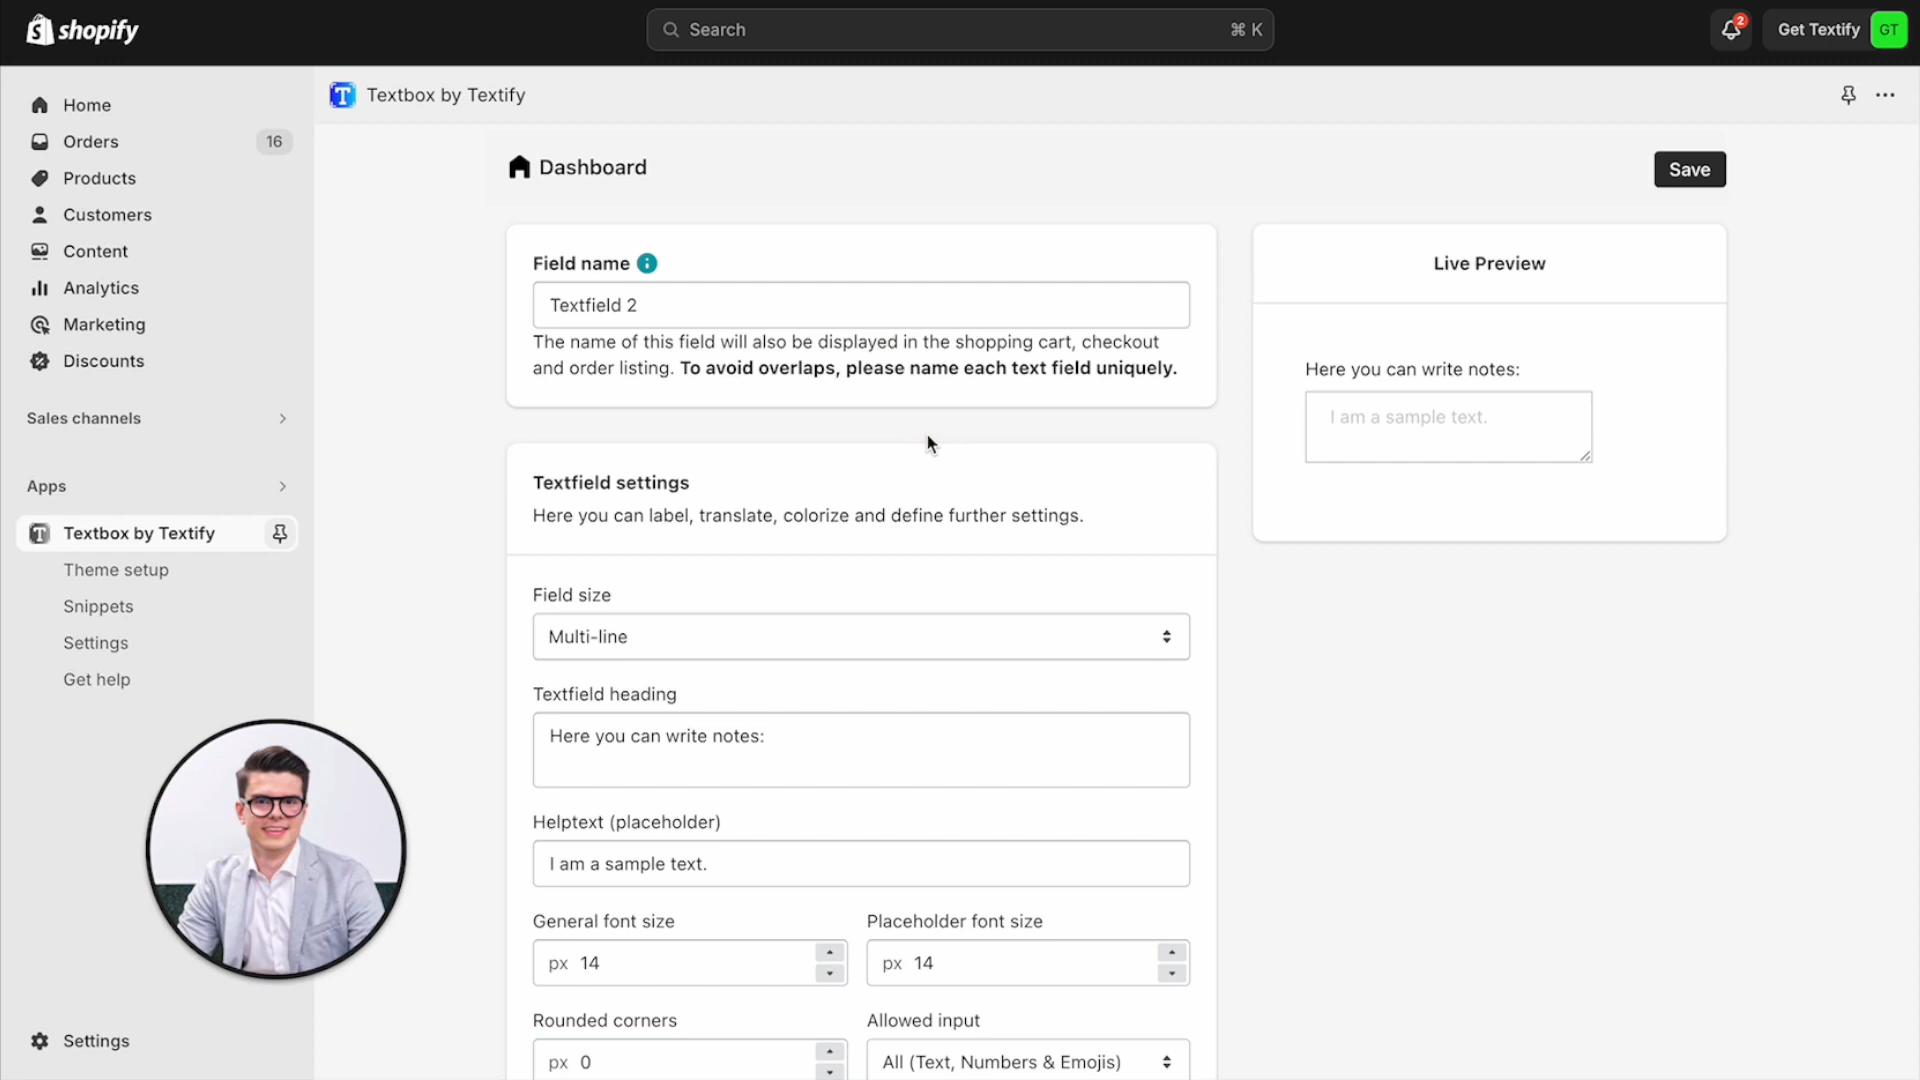 shopify
Search
⌘ K
2
Get Textify
GT
Home
Orders
16
Products
Customers
Content
Analytics
Marketing
Discounts
Sales channels
Apps
Textbox by Textify
Theme setup
Snippets
Settings
Get help
Settings
T Textbox by Textify
Dashboard
Save
Field name
Textfield 2
The name of this field will also be displayed in the shopping cart, checkout
and order listing. To avoid overlaps, please name each text field uniquely.
Textfield settings
Here you can label, translate, colorize and define further settings.
Field size
Multi-line
Textfield heading
Here you can write notes:
Helptext (placeholder)
I am a sample text.
General font size
Placeholder font size
px 14
px 14
Rounded corners
Allowed input
px 0
All (Text, Numbers & Emojis)
Live Preview
Here you can write notes:
I am a sample text.